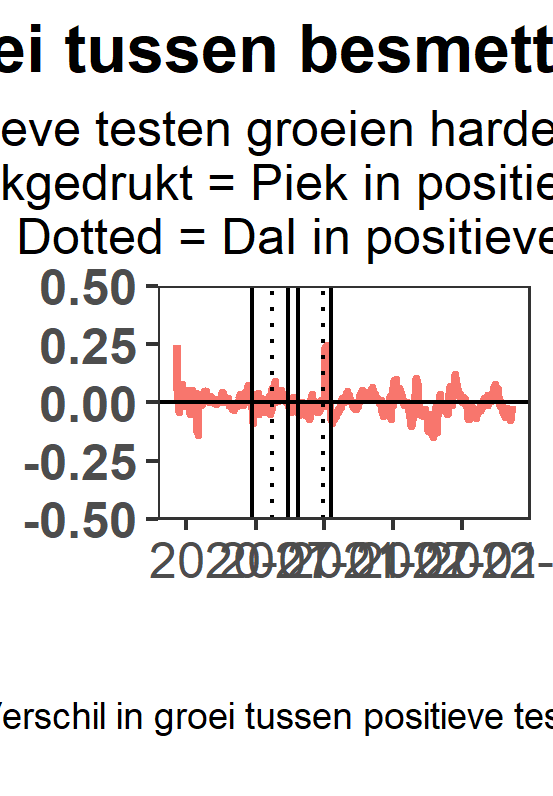 ei tussen besmett
eve testen groeien harde
kgedrukt = Piek in positie
Dotted = Dal in positieve
0.50
0.25
0.00
-0.25
-0.50
Verschil in groei tussen positieve tes